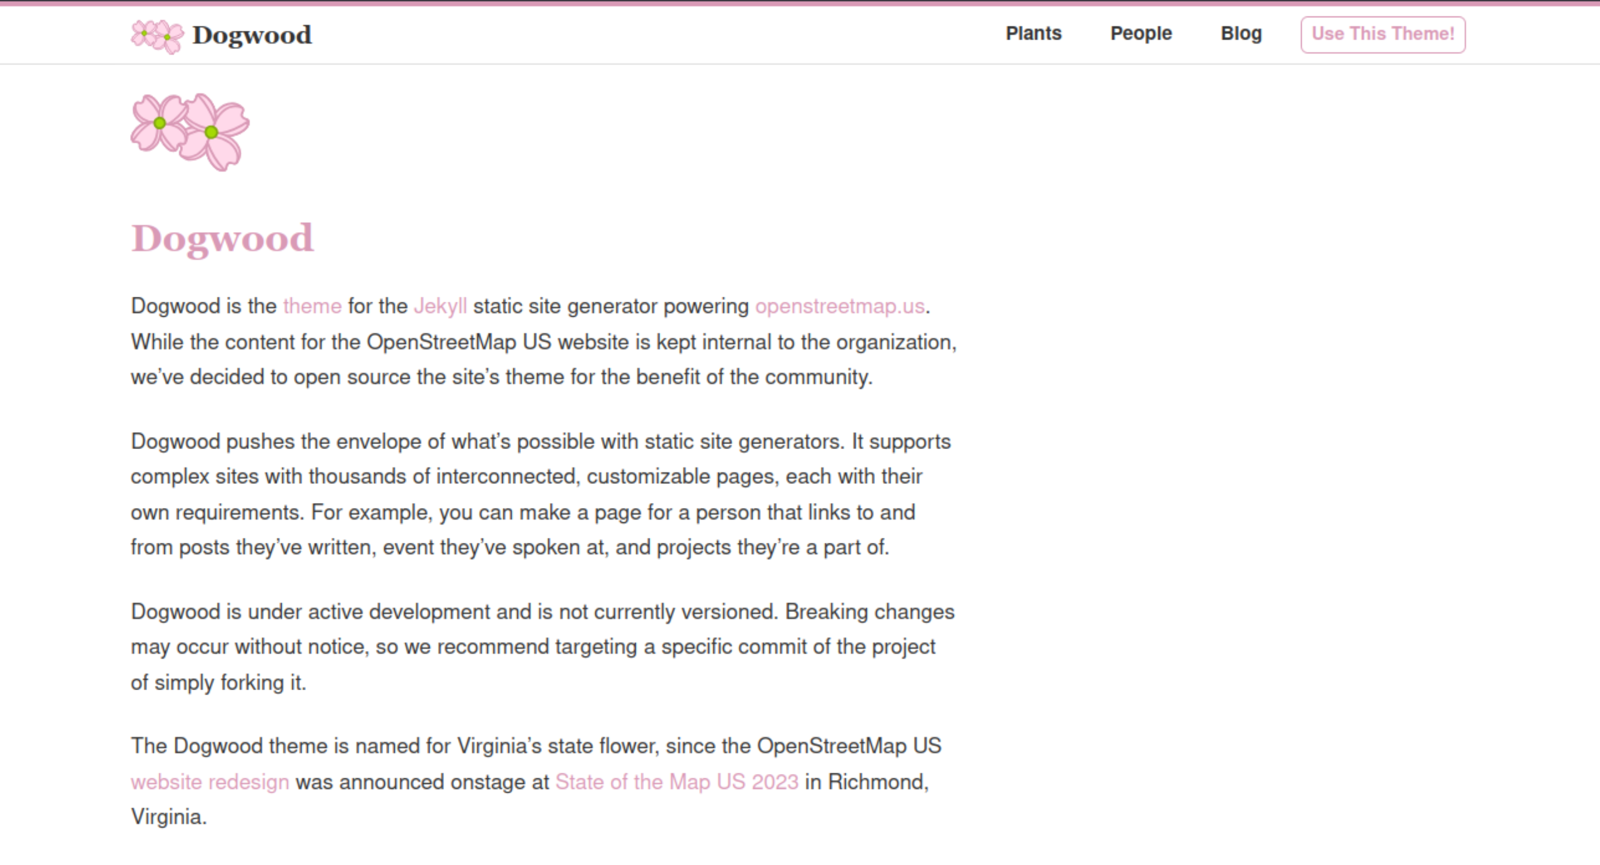 Dogwood
Plants People Blog Use This Theme!
Dogwood
Dogwood is the theme for the Jekyll static site generator powering openstreetmap.us.
While the content for the OpenStreetMap US website is kept internal to the organization,
we’ve decided to open source the site’s theme for the benefit of the community.
Dogwood pushes the envelope of what’s possible with static site generators. It supports
complex sites with thousands of interconnected, customizable pages, each with their
own requirements. For example, you can make a page for a person that links to and
from posts they’ve written, event they’ve spoken at, and projects they’re a part of.
Dogwood is under active development and is not currently versioned. Breaking changes
may occur without notice, so we recommend targeting a specific commit of the project
of simply forking it.
The Dogwood theme is named for Virginia’s state flower, since the OpenStreetMap US
website redesign was announced onstage at State of the Map US 2023 in Richmond,
Virginia.